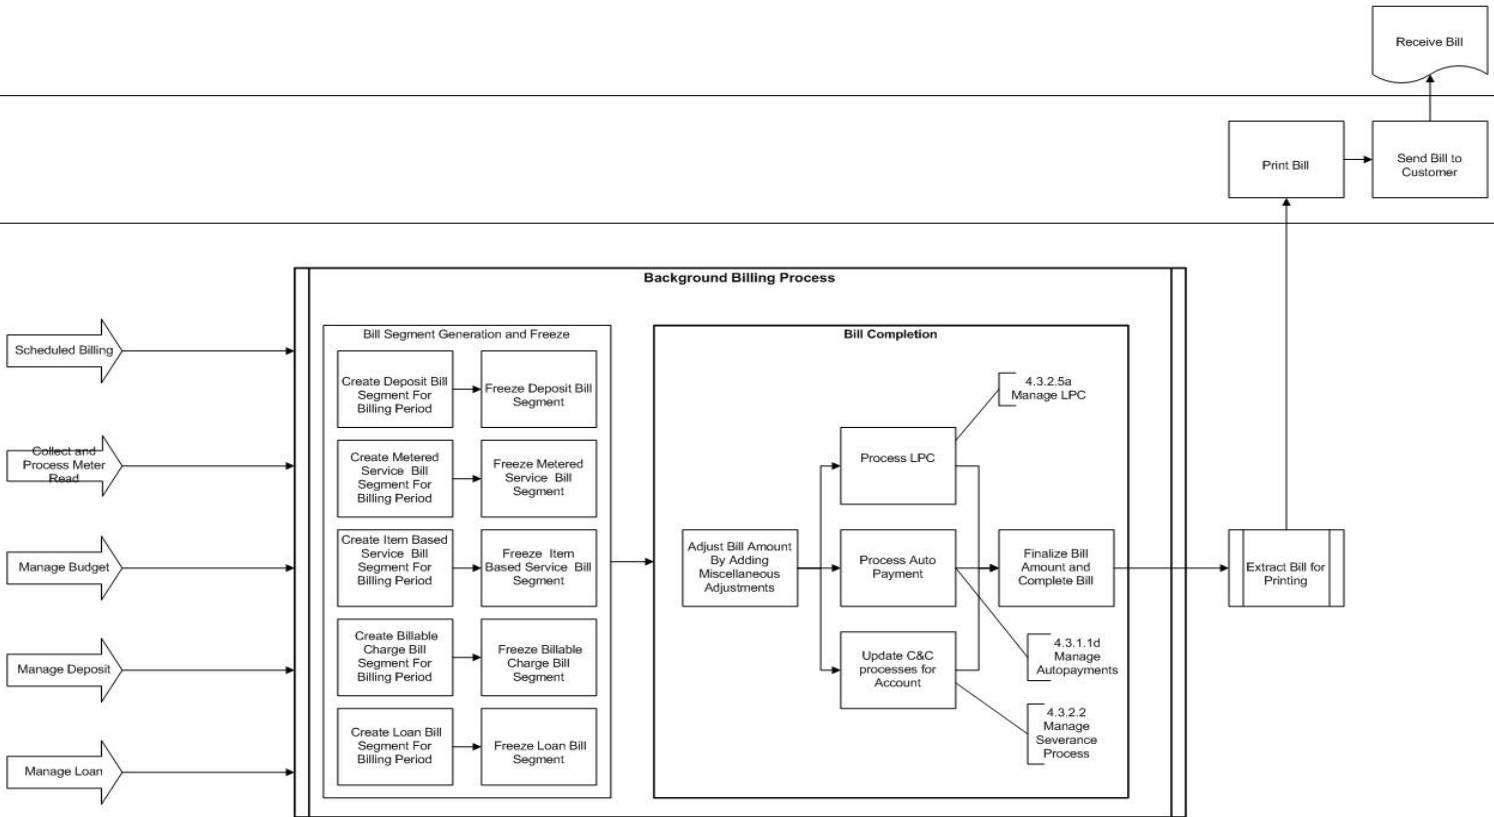 Receive Bill
Print Bill
Send Bill to
Customer
Background Billing Process
Scheduled Billing
Collect and
Process Meter
Read
Manage Budget
Manage Deposit
Manage Loan
Bill Segment Generation and Freeze
Create Deposit Bill
Segment For
Billing Period
Freeze Deposit Bill
Segment
Create Metered
Service Bill
Segment For
Billing Period
Freeze Metered
Service Bill
Segment
Create Item Based
Service Bill
Segment For
Billing Period
Freeze Item
Based Service Bill
Segment
Create Billable
Charge Bill
Segment For
Billing Period
Freeze Billable
Charge Bill
Segment
Create Loan Bill
Segment For
Billing Period
Freeze Loan Bill
Segment
Bill Completion
4.3.2.5a
Manage LPC
Process LPC
Adjust Bill Amount
By Adding
Miscellaneous
Adjustments
Process Auto
Payment
Finalize Bill
Amount and
Complete Bill
Update C&C
processes for
Account
4.3.1.1d
Manage
Autopayments
4.3.2.2
Manage
Severance
Process
Extract Bill for
Printing